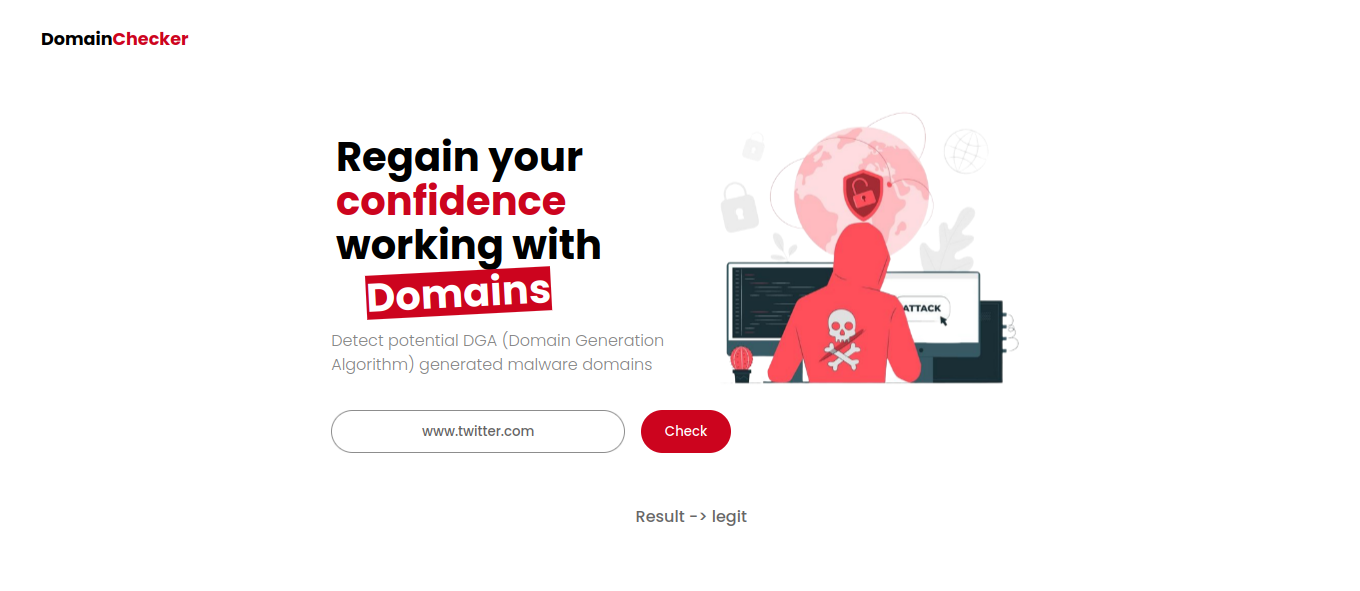 DomainChecker
Regain your
confidence
working with
Domains
Detect potential DGA (Domain Generation
Algorithm) generated malware domains
ATTACK
www.twitter.com
Check
Result -> legit